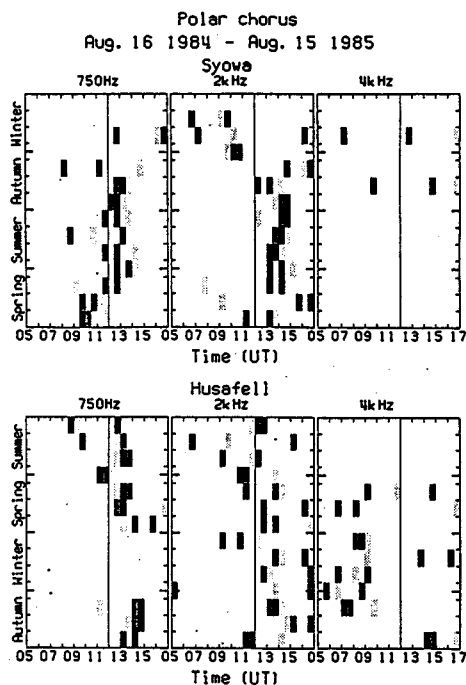 Polar chorus
Aug. 16 1984 - Aug. 15 1985
Syowa
750Hz 2kHz 4kHz
Spring Summer Autumn Winter
05 07 09 11 13 15 05 07 09 11 13 15 05 07 09 11 13 15 17
Time (UT)
Husafell
750Hz 2kHz 4kHz
Autumn Winter Spring Summer
05 07 09 11 13 15 05 07 09 11 13 15 05 07 09 11 13 15 17
Time (UT)